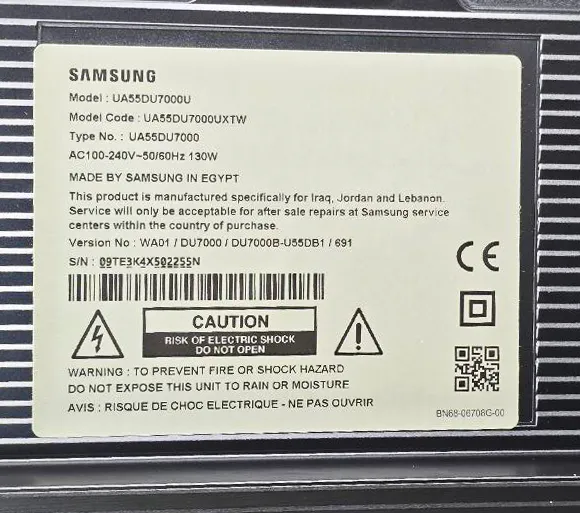 SAMSUNG
Model : UA55DU7000U
Model Code : UA55DU7000UXTW
Type No. : UA55DU7000
AC100-240V~50/60Hz 130W
MADE BY SAMSUNG IN EGYPT
This product is manufactured specifically for Iraq, Jordan and Lebanon.
Service will only be acceptable for after sale repairs at Samsung service
centers within the country of purchase.
Version No : WA01 / DU7000 / DU7000B-U55DB1 / 691
S/N : 09TE3K4X502255N
CE
CAUTION
RISK OF ELECTRIC SHOCK
DO NOT OPEN
WARNING : TO PREVENT FIRE OR SHOCK HAZARD
DO NOT EXPOSE THIS UNIT TO RAIN OR MOISTURE
AVIS : RISQUE DE CHOC ELECTRIQUE - NE PAS OUVRIR
BN68-06708G-00